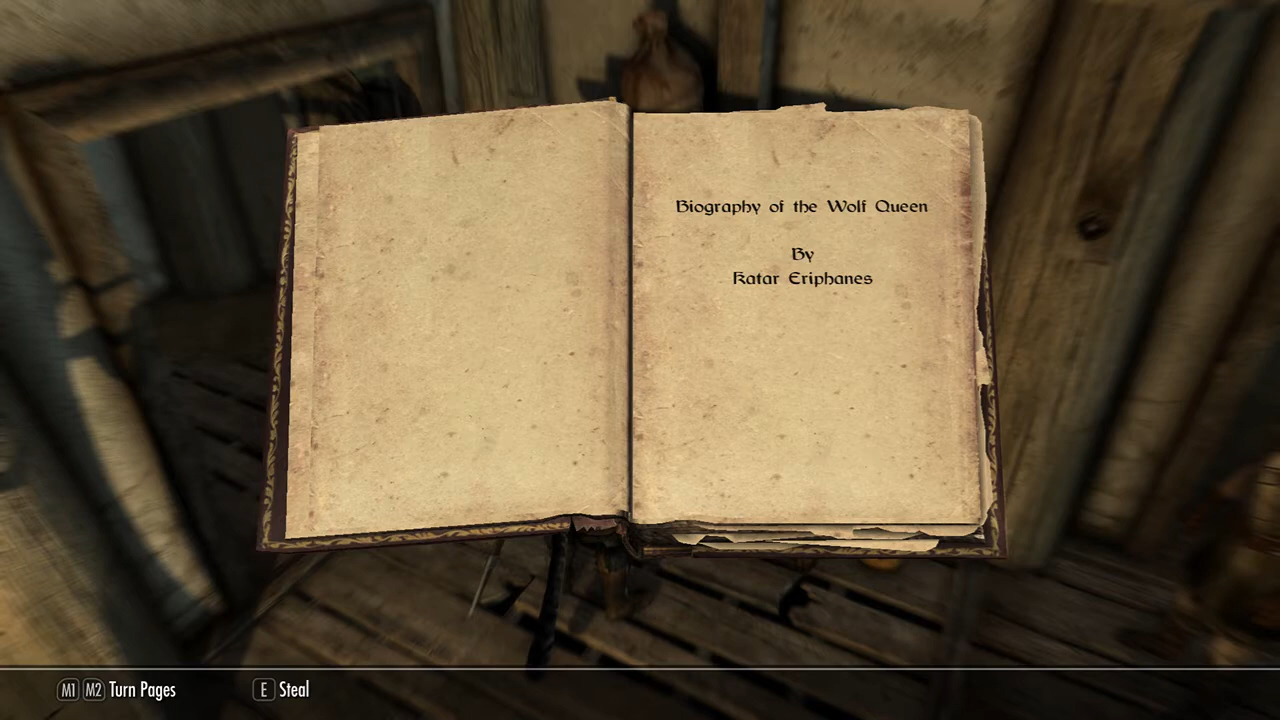 Biography of the Wolf Queen
By
Katar Eriphanes
M1 M2 Turn Pages
E Steal